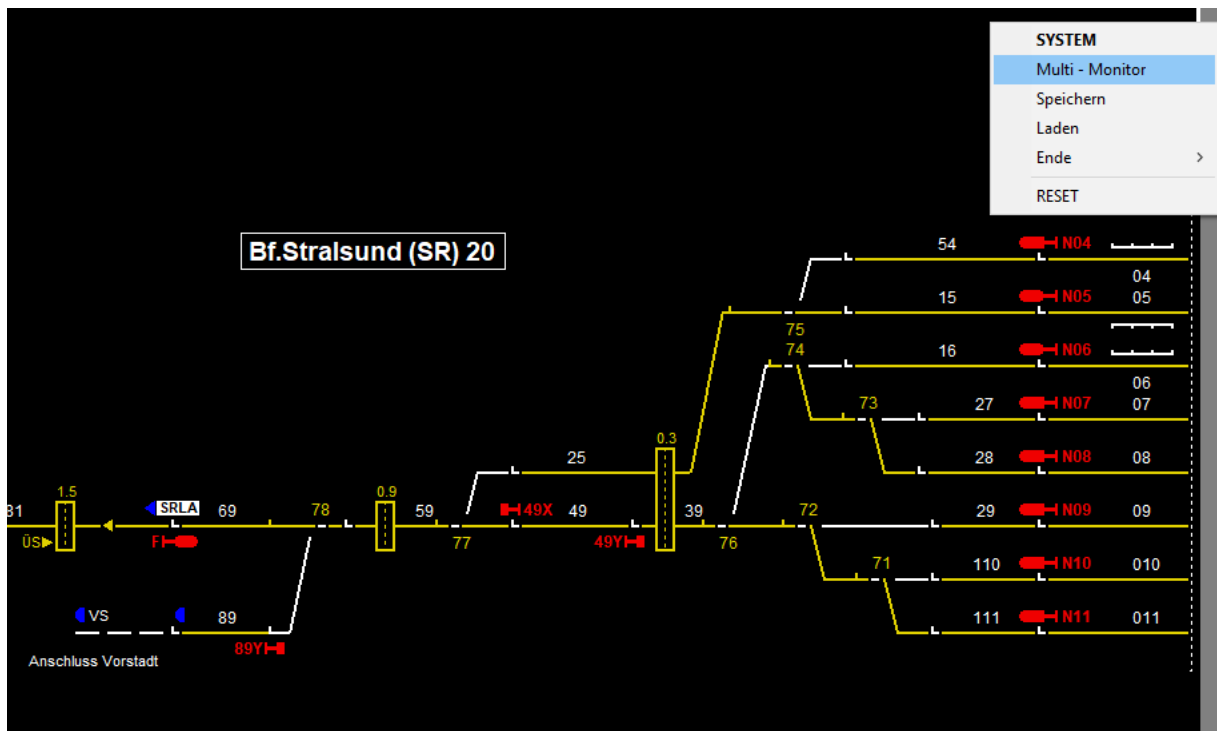 SYSTEM
Multi - Monitor
Speichern
Laden
Ende
RESET
Bf.Stralsund (SR) 20
54 N04
04
15 N05 05
75
74
16 N06
06
73 27 N07 07
0.3
25
28 N08 08
1.5 0.9
81 SRLA 69 78 59 49X 49 39 72 29 N09 09
ÜS F 77 49Y 76
71 110 N10 010
VS 89 111 N11 011
89Y
Anschluss Vorstadt